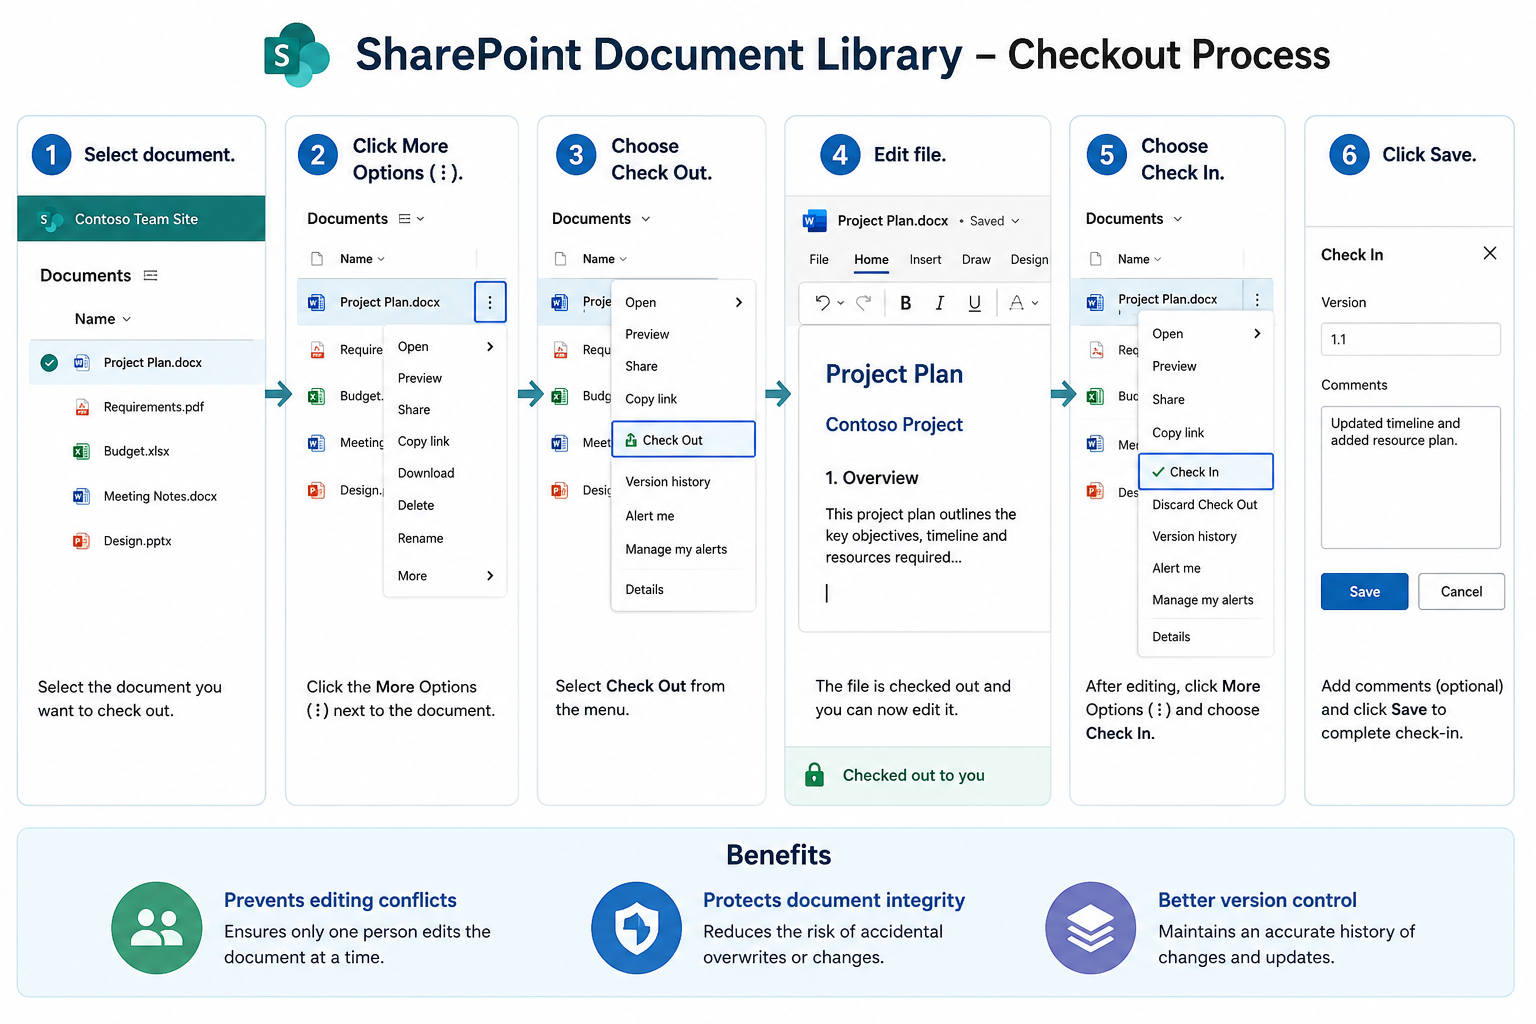 S SharePoint Document Library – Checkout Process
1 Select document.
S Contoso Team Site
Documents
Name
Project Plan.docx
Requirements.pdf
Budget.xlsx
Meeting Notes.docx
Design.pptx
Select the document you
want to check out.
2 Click More
Options (⋮).
Documents
Name
Project Plan.docx ⋮
Require
Budget.
Meeting
Design.
Open
Preview
Share
Copy link
Download
Delete
Rename
More
Click the More Options
(⋮) next to the document.
3 Choose
Check Out.
Documents
Name
Proje
Requ
Budg
Meet
Desig
Open
Preview
Share
Copy link
Check Out
Version history
Alert me
Manage my alerts
Details
Select Check Out from
the menu.
4 Edit file.
W Project Plan.docx • Saved
File Home Insert Draw Design
B I U A
Project Plan
Contoso Project
1. Overview
This project plan outlines the
key objectives, timeline and
resources required...
The file is checked out and
you can now edit it.
Checked out to you
5 Choose
Check In.
Documents
Name
Project Plan.docx ⋮
Req
Bud
Mee
Des
Open
Preview
Share
Copy link
Check In
Discard Check Out
Version history
Alert me
Manage my alerts
Details
After editing, click More
Options (⋮) and choose
Check In.
6 Click Save.
Check In
Version
1.1
Comments
Updated timeline and
added resource plan.
Save Cancel
Add comments (optional)
and click Save to
complete check-in.
Benefits
Prevents editing conflicts
Ensures only one person edits the
document at a time.
Protects document integrity
Reduces the risk of accidental
overwrites or changes.
Better version control
Maintains an accurate history of
changes and updates.